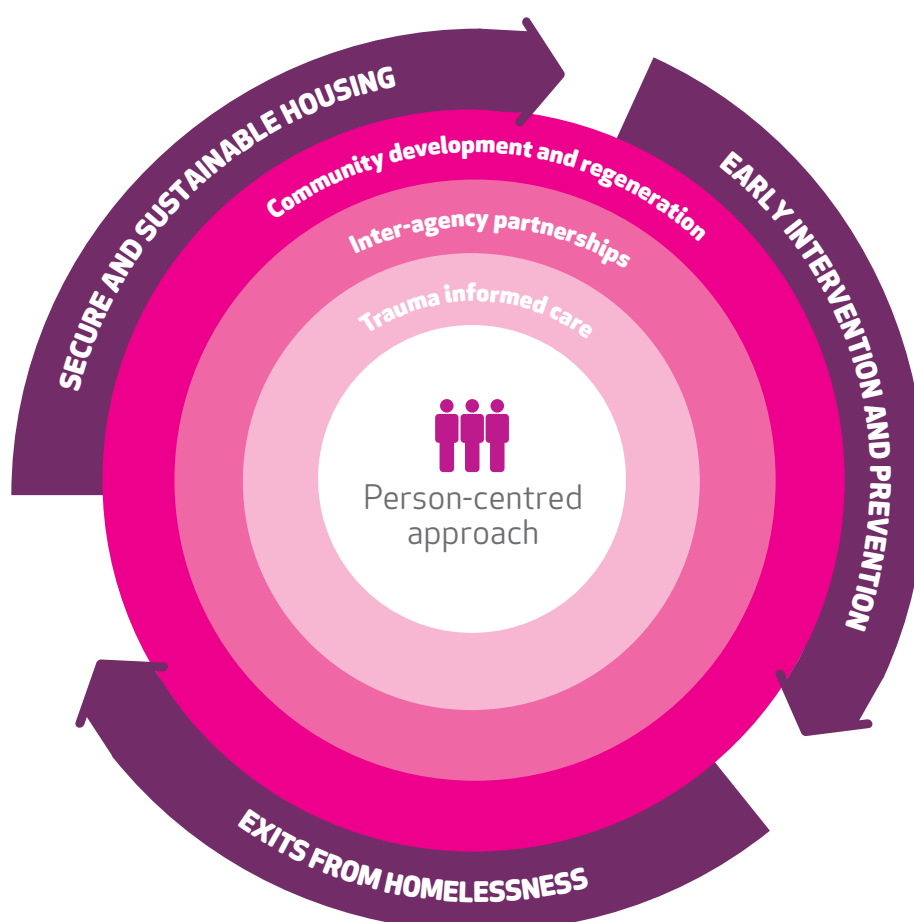 SECURE AND SUSTAINABLE HOUSING
EARLY INTERVENTION AND PREVENTION
EXITS FROM HOMELESSNESS
Community development and regeneration
Inter-agency partnerships
Trauma informed care
Person-centred
approach